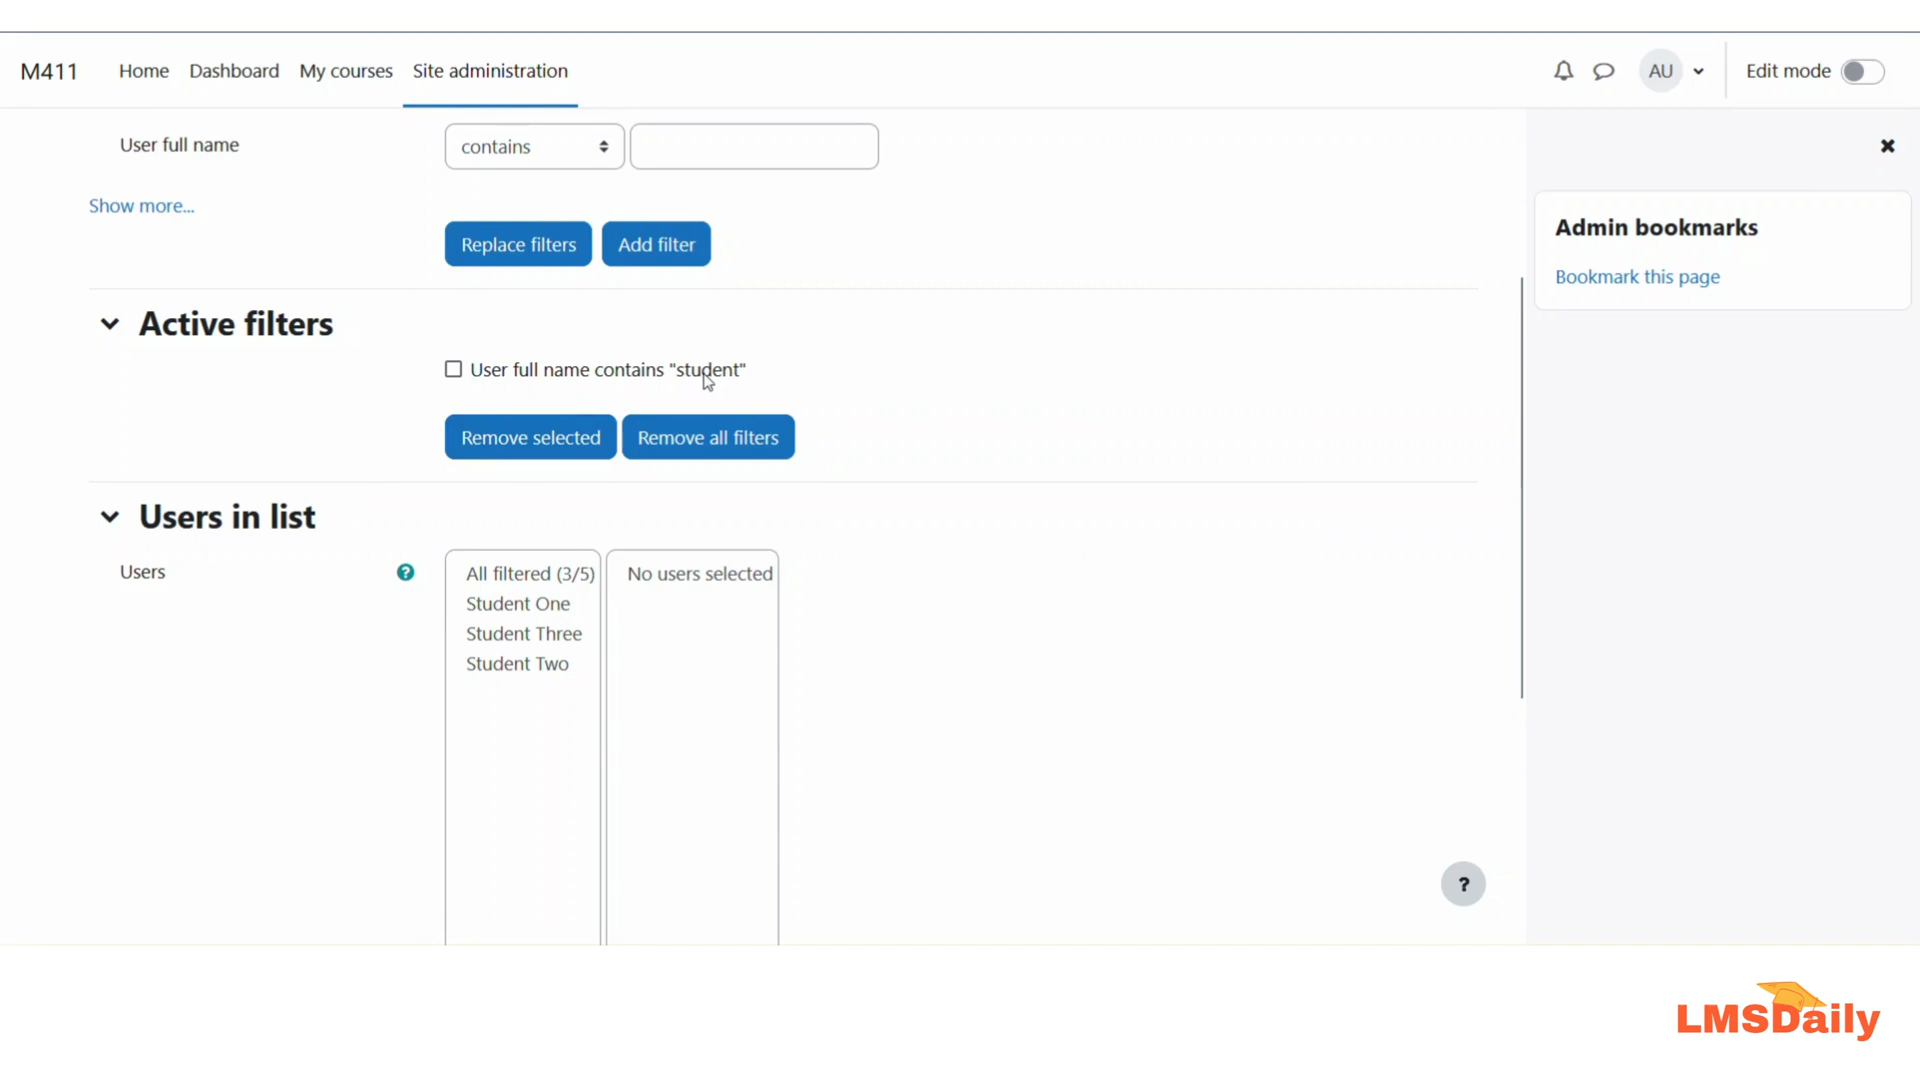 M411 Home Dashboard My courses Site administration AU Edit mode
User full name contains
Show more...
Replace filters Add filter
Admin bookmarks
Bookmark this page
Active filters
User full name contains "student"
Remove selected Remove all filters
Users in list
Users ? All filtered (3/5) No users selected
Student One
Student Three
Student Two
?
LMSDaily